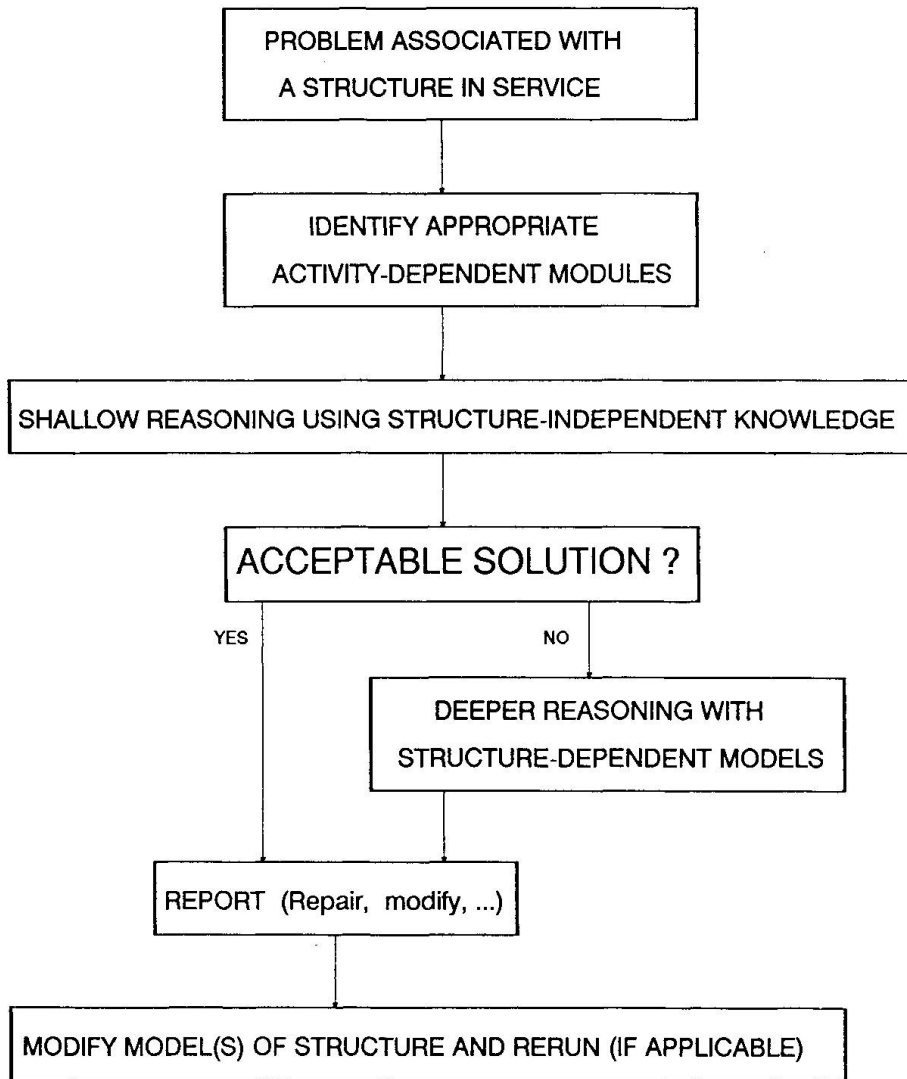 PROBLEM ASSOCIATED WITH
A STRUCTURE IN SERVICE
IDENTIFY APPROPRIATE
ACTIVITY-DEPENDENT MODULES
SHALLOW REASONING USING STRUCTURE-INDEPENDENT KNOWLEDGE
ACCEPTABLE SOLUTION ?
YES
NO
DEEPER REASONING WITH
STRUCTURE-DEPENDENT MODELS
REPORT (Repair, modify, ...)
MODIFY MODEL(S) OF STRUCTURE AND RERUN (IF APPLICABLE)